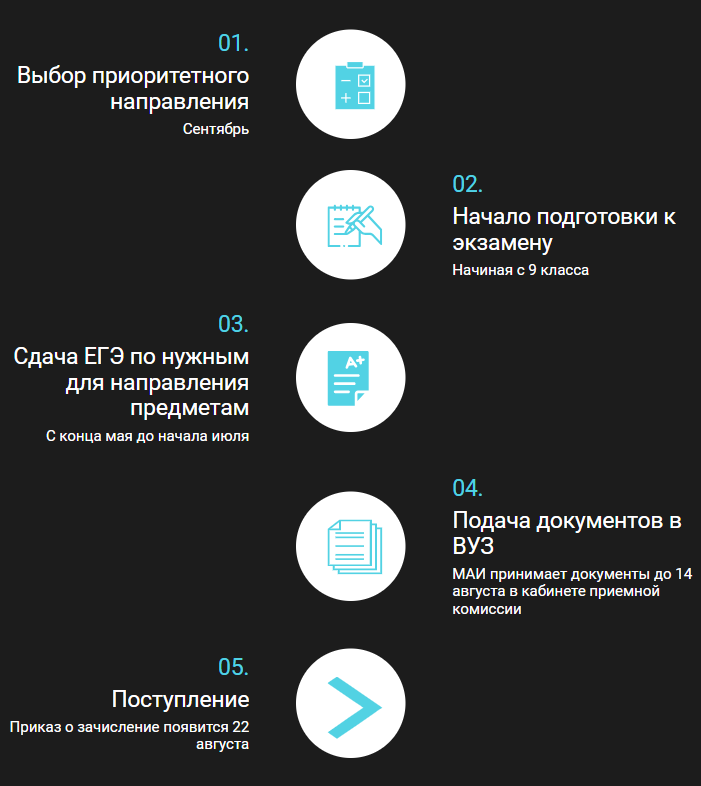 01.
Выбор приоритетного
направления
Сентябрь
02.
Начало подготовки к
экзамену
Начиная с 9 класса
03.
A+
Сдача ЕГЭ по нужным
для направления
предметам
С конца мая до начала июля
04.
Подача документов в
ВУЗ
МАИ принимает документы до 14
августа в кабинете приемной
комиссии
05.
Поступление
Приказ о зачисление появится 22
августа